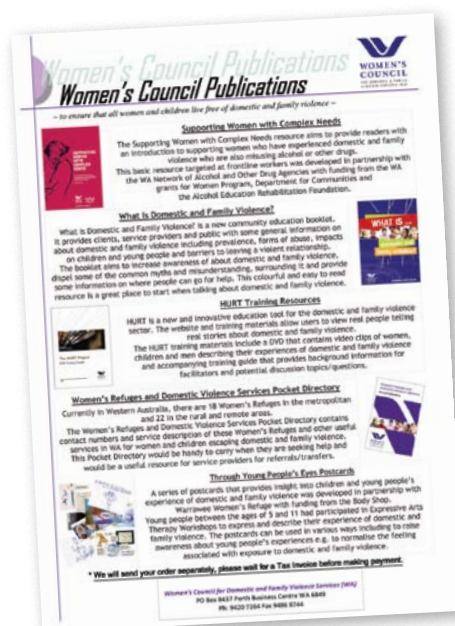 Women's Council Publications
Women's Council Publications
WOMEN'S
COUNCIL
~ to ensure that all women and children live free of domestic and family violence ~
Supporting Women with Complex Needs
The Supporting Women with Complex Needs resource aims to provide readers with
an introduction to supporting women who have experienced domestic and family
violence who are also misusing alcohol or other drugs.
This basic resource targeted at frontline workers was developed in partnership with
the WA Network of Alcohol and Other Drug Agencies with funding from the WA
grants for Women Program, Department for Communities and
the Alcohol Education Rehabilitation Foundation.
What is Domestic and Family Violence?
What is Domestic and Family Violence? is a new community education booklet.
It provides clients, service providers and public with some general information on
about domestic and family violence including prevalence, forms of abuse, impacts
on children and young people and barriers to leaving a violent relationship.
The booklet aims to increase awareness of about domestic and family violence,
dispel some of the common myths and misunderstanding, surrounding it and provide
some information on where people can go for help. This colourful and easy to read
resource is a great place to start when talking about domestic and family violence.
WHAT IS ...
HURT Training Resources
HURT is a new and innovative education tool for the domestic and family violence
sector. The website and training materials allow users to view real people telling
real stories about domestic and family violence.
The HURT training materials include a DVD that contains video clips of women,
children and men describing their experiences of domestic and family violence
and accompanying training guide that provides background information for
facilitators and potential discussion topics/questions.
Women's Refuges and Domestic Violence Services Pocket Directory
Currently in Western Australia, there are 18 Women's Refuges in the metropolitan
and 22 in the rural and remote areas.
The Women's Refuges and Domestic Violence Services Pocket Directory contains
contact numbers and service description of these Women's Refuges and other useful
services in WA for women and children escaping domestic and family violence.
This Pocket Directory would be handy to carry when they are seeking help and
would be a useful resource for service providers for referrals/transfers.
Through Young People's Eyes Postcards
A series of postcards that provides insight into children and young people's
experience of domestic and family violence was developed in partnership with
Warrawee Women's Refuge with funding from the Body Shop.
Young people between the ages of 5 and 11 had participated in Expressive Arts
Therapy Workshops to express and describe their experience of domestic and
family violence. The postcards can be used in various ways including to raise
awareness about young people's experiences e.g. to normalise the feeling
associated with exposure to domestic and family violence.
* We will send your order separately, please wait for a Tax Invoice before making payment.
Women's Council for Domestic and Family Violence Services (WA)
PO Box 8437 Perth Business Centre WA 6849
Ph: 9420 7264 Fax 9486 8744